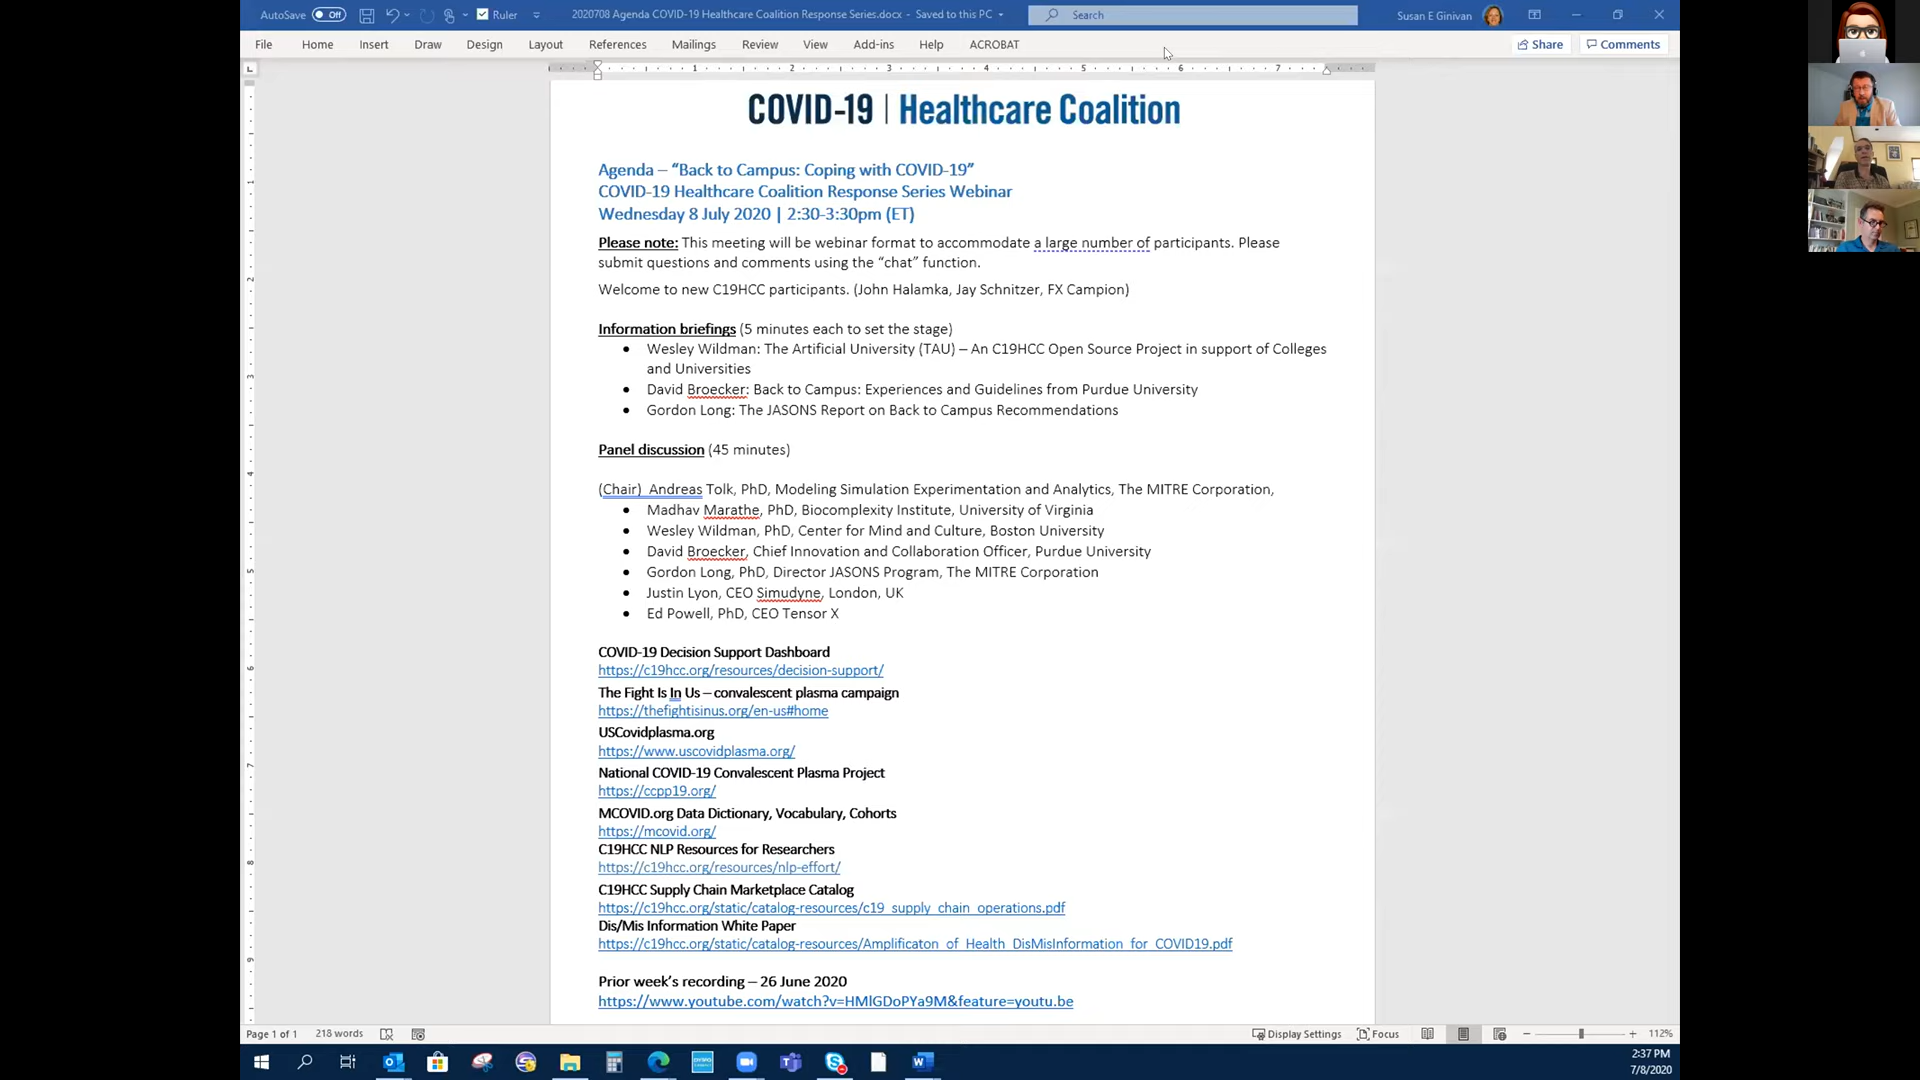 AutoSave Off Ruler 2020708 Agenda COVID-19 Healthcare Coalition Response Series.docx - Saved to this PC Search Susan E Ginivan
File Home Insert Draw Design Layout References Mailings Review View Add-ins Help ACROBAT Share Comments
1 2 3 4 5 6 7
COVID-19 | Healthcare Coalition
Agenda – “Back to Campus: Coping with COVID-19”
COVID-19 Healthcare Coalition Response Series Webinar
Wednesday 8 July 2020 | 2:30-3:30pm (ET)
Please note: This meeting will be webinar format to accommodate a large number of participants. Please
submit questions and comments using the “chat” function.
Welcome to new C19HCC participants. (John Halamka, Jay Schnitzer, FX Campion)
Information briefings (5 minutes each to set the stage)
• Wesley Wildman: The Artificial University (TAU) – An C19HCC Open Source Project in support of Colleges
and Universities
• David Broecker: Back to Campus: Experiences and Guidelines from Purdue University
• Gordon Long: The JASONS Report on Back to Campus Recommendations
Panel discussion (45 minutes)
(Chair) Andreas Tolk, PhD, Modeling Simulation Experimentation and Analytics, The MITRE Corporation,
• Madhav Marathe, PhD, Biocomplexity Institute, University of Virginia
• Wesley Wildman, PhD, Center for Mind and Culture, Boston University
• David Broecker, Chief Innovation and Collaboration Officer, Purdue University
• Gordon Long, PhD, Director JASONS Program, The MITRE Corporation
• Justin Lyon, CEO Simudyne, London, UK
• Ed Powell, PhD, CEO Tensor X
COVID-19 Decision Support Dashboard
https://c19hcc.org/resources/decision-support/
The Fight Is In Us – convalescent plasma campaign
https://thefightisinus.org/en-us#home
USCovidplasma.org
https://www.uscovidplasma.org/
National COVID-19 Convalescent Plasma Project
https://ccpp19.org/
MCOVID.org Data Dictionary, Vocabulary, Cohorts
https://mcovid.org/
C19HCC NLP Resources for Researchers
https://c19hcc.org/resources/nlp-effort/
C19HCC Supply Chain Marketplace Catalog
https://c19hcc.org/static/catalog-resources/c19_supply_chain_operations.pdf
Dis/Mis Information White Paper
https://c19hcc.org/static/catalog-resources/Amplificaton_of_Health_DisMisInformation_for_COVID19.pdf
Prior week’s recording – 26 June 2020
https://www.youtube.com/watch?v=HMlGDoPYa9M&feature=youtu.be
Page 1 of 1 218 words Display Settings Focus 112%
2:37 PM
7/8/2020